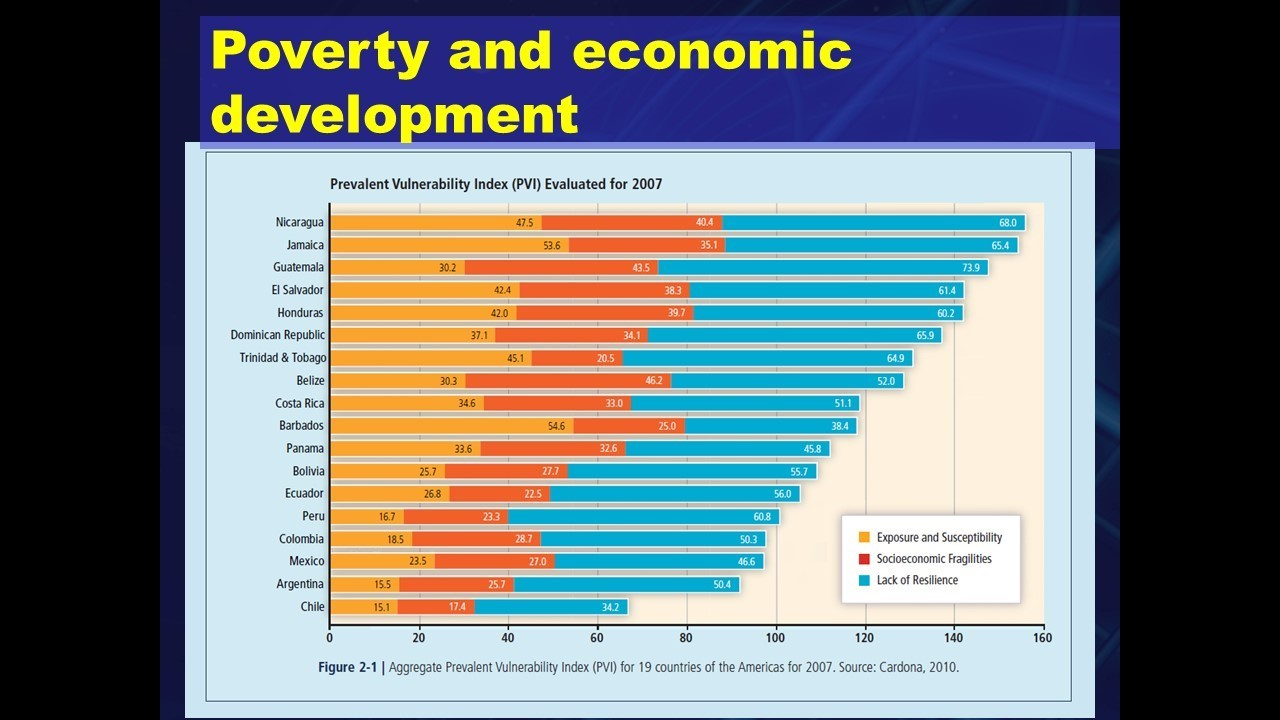 Poverty and economic
development
Prevalent Vulnerability Index (PVI) Evaluated for 2007
Nicaragua 47.5 40.4 68.0
Jamaica 53.6 35.1 65.4
Guatemala 30.2 43.5 73.9
El Salvador 42.4 38.3 61.4
Honduras 42.0 39.7 60.2
Dominican Republic 37.1 34.1 65.9
Trinidad & Tobago 45.1 20.5 64.9
Belize 30.3 46.2 52.0
Costa Rica 34.6 33.0 51.1
Barbados 54.6 25.0 38.4
Panama 33.6 32.6 45.8
Bolivia 25.7 27.7 55.7
Ecuador 26.8 22.5 56.0
Peru 16.7 23.3 60.8
Colombia 18.5 28.7 50.3
Mexico 23.5 27.0 46.6
Argentina 15.5 25.7 50.4
Chile 15.1 17.4 34.2
Exposure and Susceptibility
Socioeconomic Fragilities
Lack of Resilience
0 20 40 60 80 100 120 140 160
Figure 2-1 | Aggregate Prevalent Vulnerability Index (PVI) for 19 countries of the Americas for 2007. Source: Cardona, 2010.